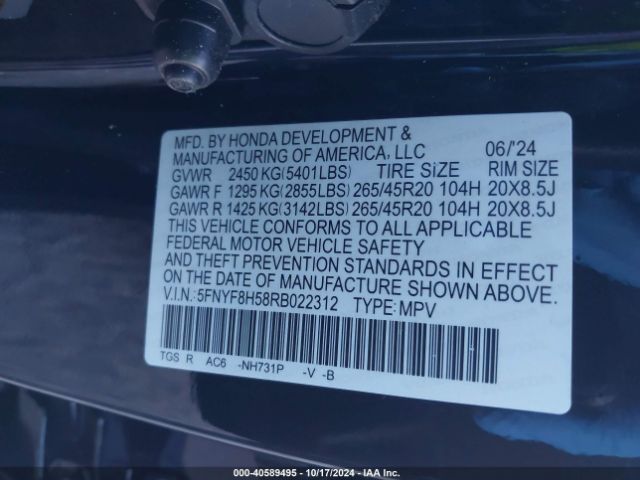 MFD. BY HONDA DEVELOPMENT &
MANUFACTURING OF AMERICA, LLC 06/'24
GVWR 2450 KG(5401LBS) TIRE SIZE RIM SIZE
GAWR F 1295 KG(2855LBS) 265/45R20 104H 20X8.5J
GAWR R 1425 KG(3142LBS) 265/45R20 104H 20X8.5J
THIS VEHICLE CONFORMS TO ALL APPLICABLE
FEDERAL MOTOR VEHICLE SAFETY
AND THEFT PREVENTION STANDARDS IN EFFECT
ON THE DATE OF MANUFACTURE SHOWN ABOVE.
V.I.N.: 5FNYF8H58RB022312 TYPE: MPV
TGS R AC6 -NH731P -V -B
000-40589495 - 10/17/2024 - IAA Inc.